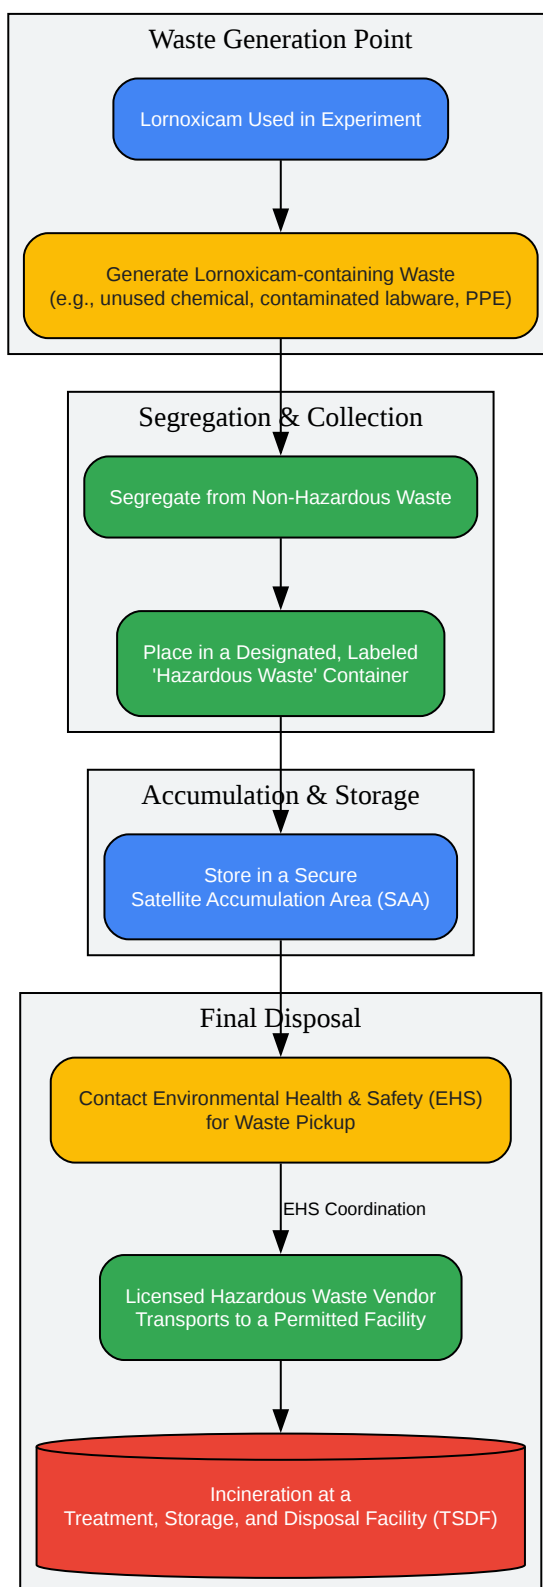 Waste Generation Point
Lornoxicam Used in Experiment
Generate Lornoxicam-containing Waste
(e.g., unused chemical, contaminated labware, PPE)
Segregation & Collection
Segregate from Non-Hazardous Waste
Place in a Designated, Labeled
'Hazardous Waste' Container
Accumulation & Storage
Store in a Secure
Satellite Accumulation Area (SAA)
Final Disposal
Contact Environmental Health & Safety (EHS)
for Waste Pickup
EHS Coordination
Licensed Hazardous Waste Vendor
Transports to a Permitted Facility
Incineration at a
Treatment, Storage, and Disposal Facility (TSDF)